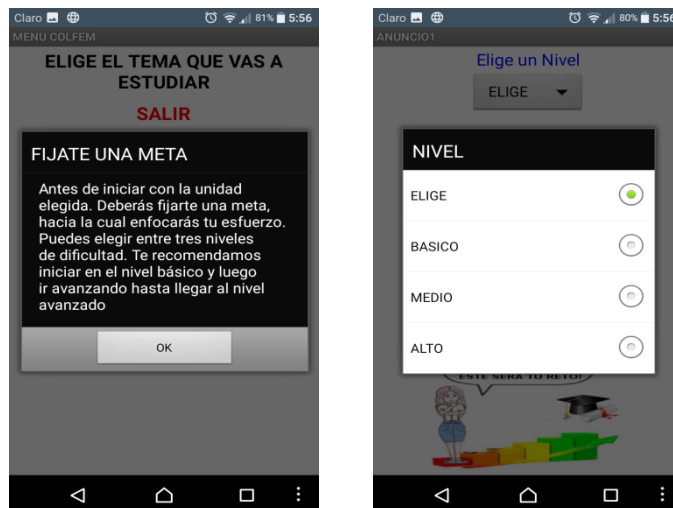 Claro 81% 5:56
MENU COLFEM
ELIGE EL TEMA QUE VAS A
ESTUDIAR
SALIR
FIJATE UNA META
Antes de iniciar con la unidad
elegida. Deberás fijarte una meta,
hacia la cual enfocarás tu esfuerzo.
Puedes elegir entre tres niveles
de dificultad. Te recomendamos
iniciar en el nivel básico y luego
ir avanzando hasta llegar al nivel
avanzado
OK
Claro 80% 5:56
ANUNCIO1
Elige un Nivel
ELIGE
NIVEL
ELIGE
BASICO
MEDIO
ALTO
ESTE SERA TU RETO!